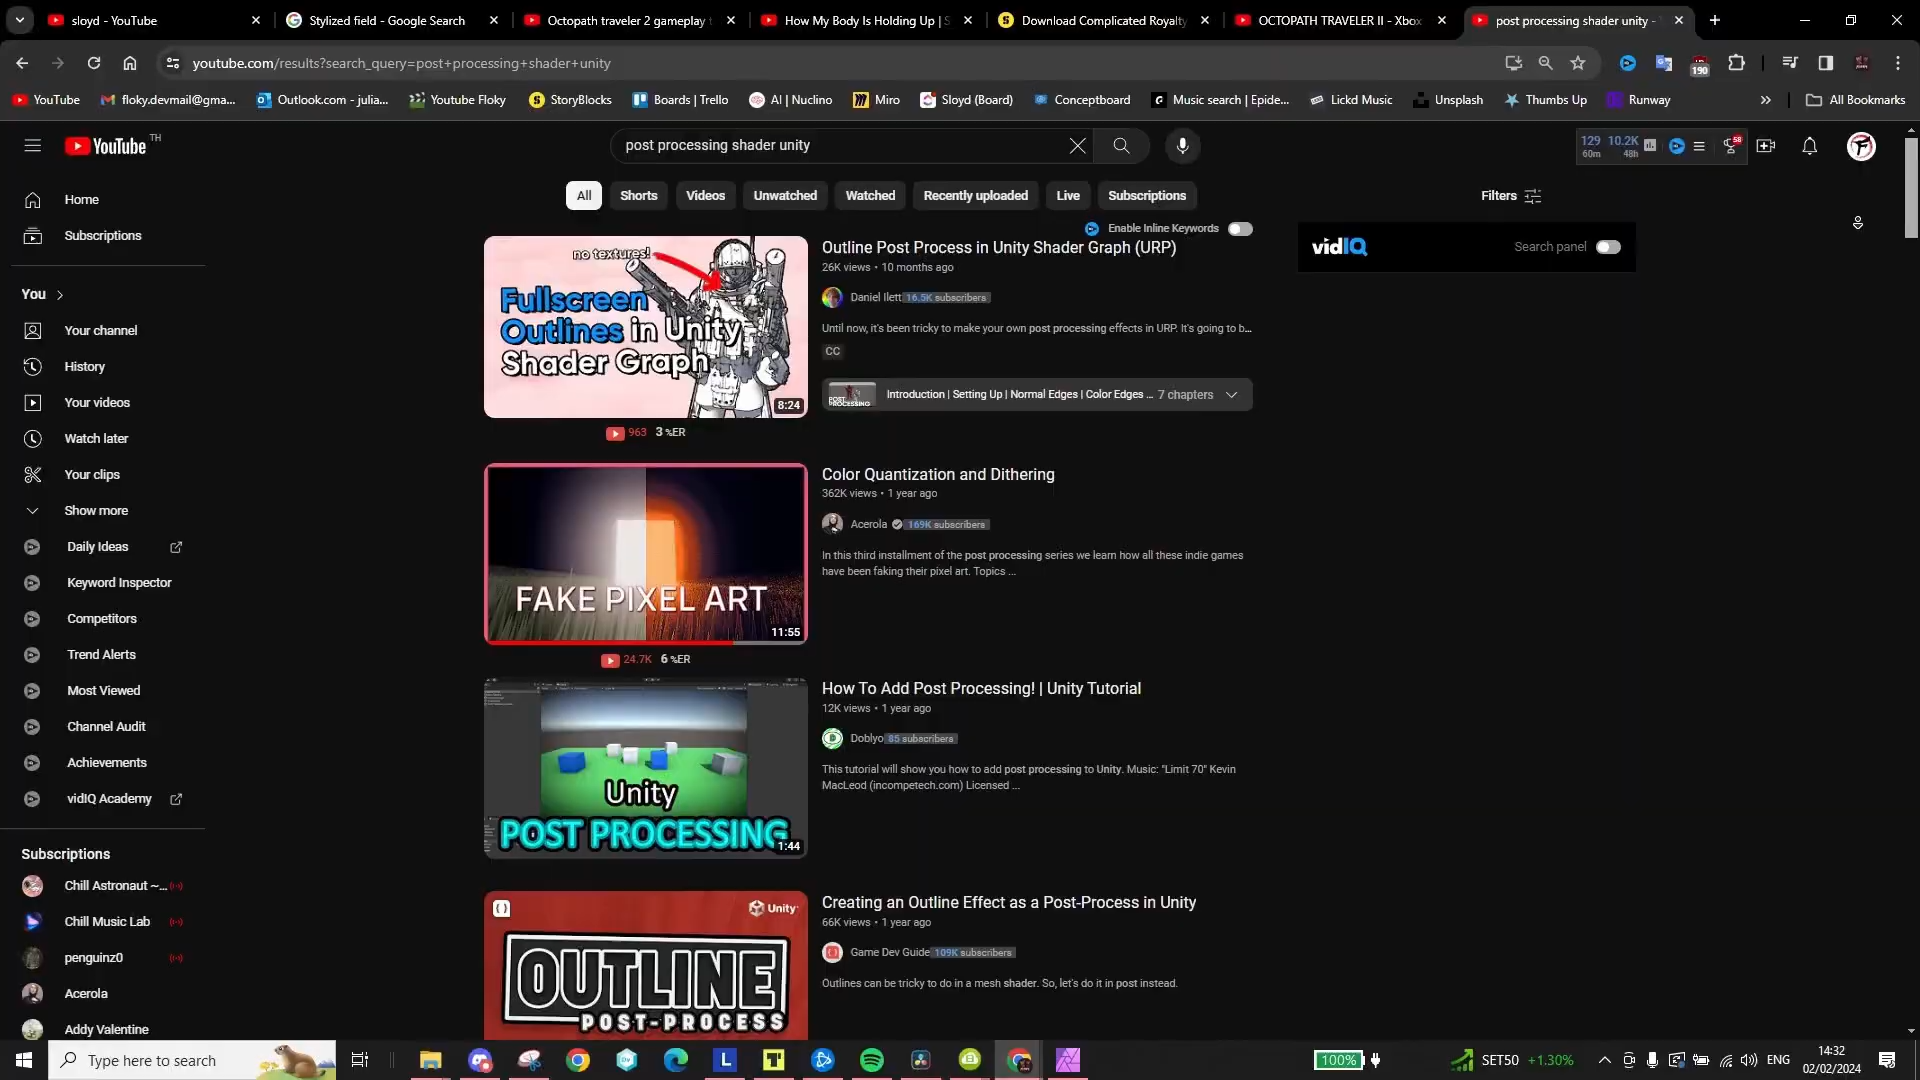 sloyd - YouTube
Stylized field - Google Search
Octopath traveler 2 gameplay
How My Body Is Holding Up |
Download Complicated Royalty
OCTOPATH TRAVELER II - Xbox
post processing shader unity -
youtube.com/results?search_query=post+processing+shader+unity
190
YouTube
floky.devmail@gma...
Outlook.com - julia...
Youtube Floky
StoryBlocks
Boards | Trello
AI | Nuclino
Miro
Sloyd (Board)
Conceptboard
Music search | Epide...
Lickd Music
Unsplash
Thumbs Up
Runway
All Bookmarks
YouTube TH
post processing shader unity
129 10.2K
60m 48h
58
All
Shorts
Videos
Unwatched
Watched
Recently uploaded
Live
Subscriptions
Filters
Home
Subscriptions
You
Your channel
History
Your videos
Watch later
Your clips
Show more
Daily Ideas
Keyword Inspector
Competitors
Trend Alerts
Most Viewed
Channel Audit
Achievements
vidIQ Academy
Subscriptions
Chill Astronaut ~...
Chill Music Lab
penguinz0
Acerola
Addy Valentine
Enable Inline Keywords
vidIQ
Search panel
no textures!
Fullscreen
Outlines in Unity
Shader Graph
8:24
963 3 %ER
Outline Post Process in Unity Shader Graph (URP)
26K views • 10 months ago
Daniel Ilett 16.5K subscribers
Until now, it's been tricky to make your own post processing effects in URP. It's going to b...
CC
POST
PROCESSING
Introduction | Setting Up | Normal Edges | Color Edges ... 7 chapters
FAKE PIXEL ART
11:55
24.7K 6 %ER
Color Quantization and Dithering
362K views • 1 year ago
Acerola 169K subscribers
In this third installment of the post processing series we learn how all these indie games
have been faking their pixel art. Topics ...
Unity
POST PROCESSING
1:44
How To Add Post Processing! | Unity Tutorial
12K views • 1 year ago
Doblyo 85 subscribers
This tutorial will show you how to add post processing to Unity. Music: "Limit 70" Kevin
MacLeod (incompetech.com) Licensed ...
Unity
OUTLINE
POST-PROCESS
Creating an Outline Effect as a Post-Process in Unity
66K views • 1 year ago
Game Dev Guide 109K subscribers
Outlines can be tricky to do in a mesh shader. So, let's do it in post instead.
Type here to search
L
T
100%
SET50 +1.30%
ENG
14:32
02/02/2024